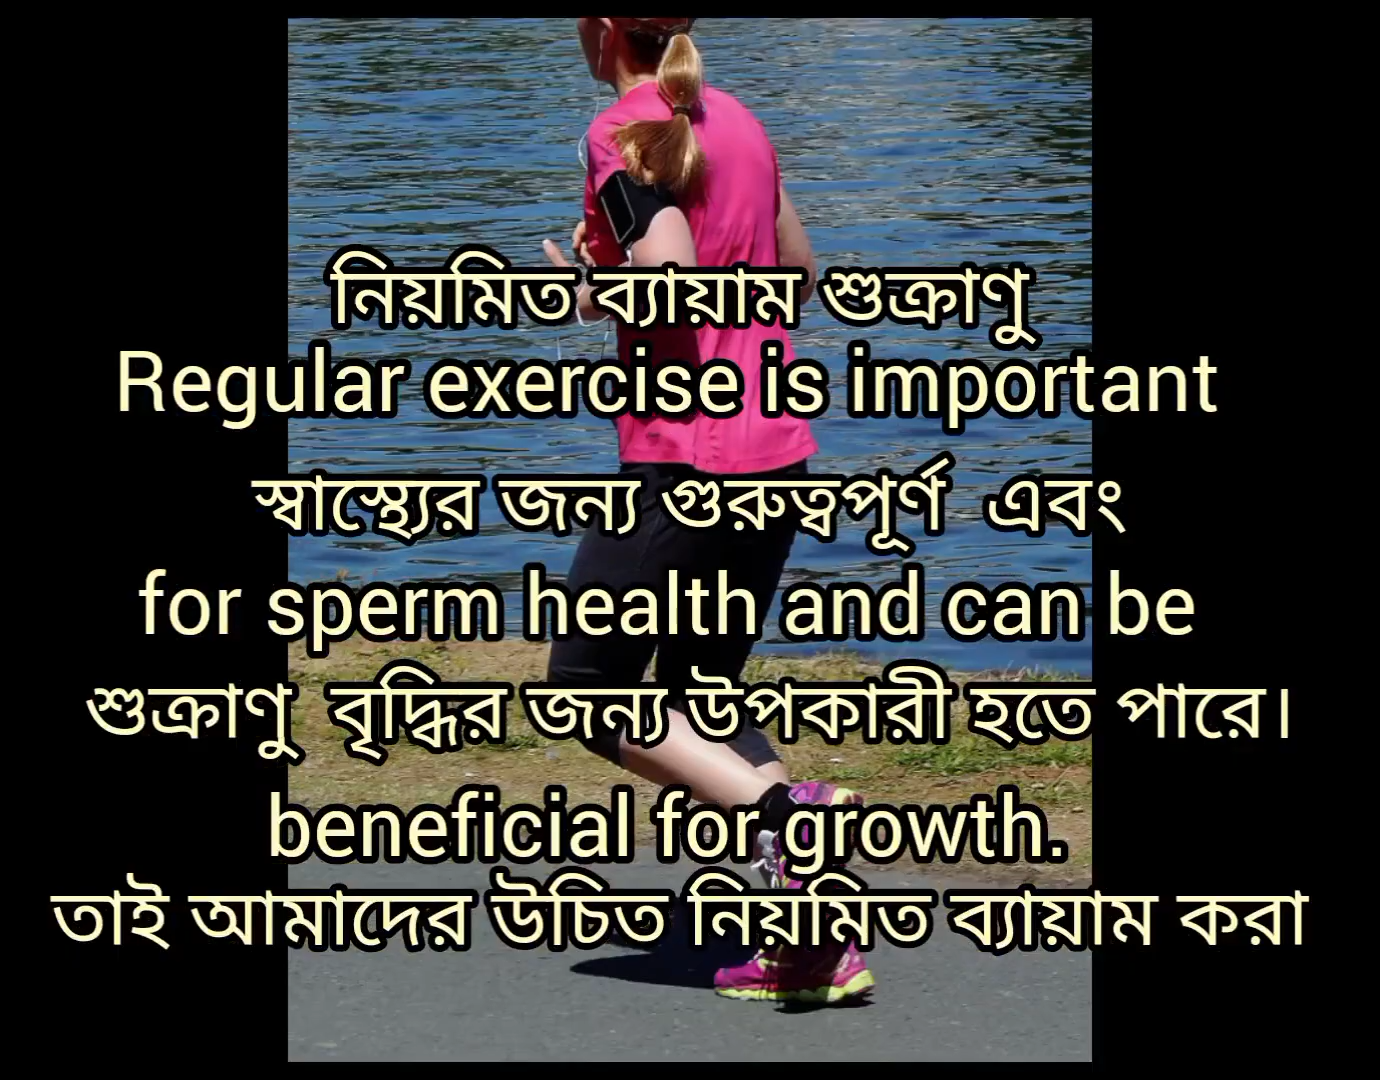 নিয়মিত ব্যায়াম শুক্রাণু
Regular exercise is important
স্বাস্থ্যের জন্য গুরুত্বপূর্ণ এবং
for sperm health and can be
শুক্রাণু বৃদ্ধির জন্য উপকারী হতে পারে।
beneficial for growth.
তাই আমাদের উচিত নিয়মিত ব্যায়াম করা